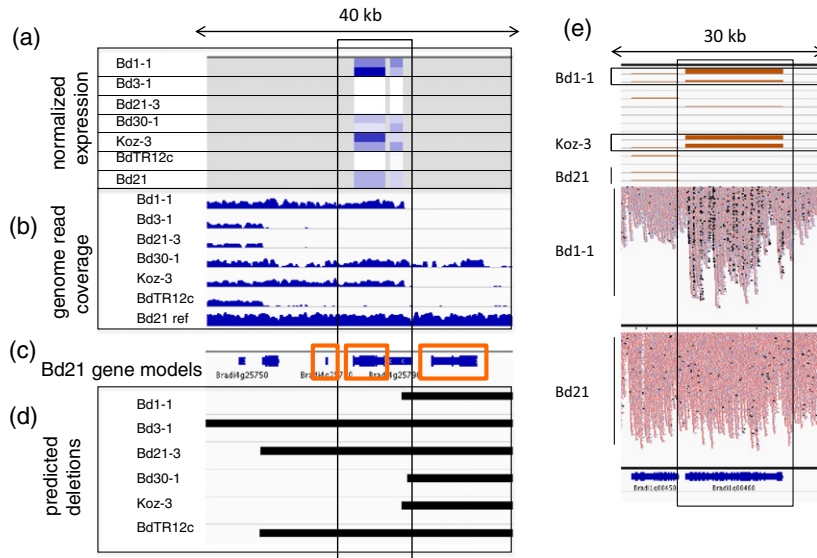 (a)
40 kb
normalized
expression
Bd1-1
Bd3-1
Bd21-3
Bd30-1
Koz-3
BdTR12c
Bd21
(b)
genome read
coverage
Bd1-1
Bd3-1
Bd21-3
Bd30-1
Koz-3
BdTR12c
Bd21 ref
(c)
Bd21 gene models
Bradi4g25750
(d)
predicted
deletions
Bd1-1
Bd3-1
Bd21-3
Bd30-1
Koz-3
BdTR12c
(e)
30 kb
Bd1-1
Koz-3
Bd21
Bd1-1
Bd21
Bradi1g00450
Bradi1g00460